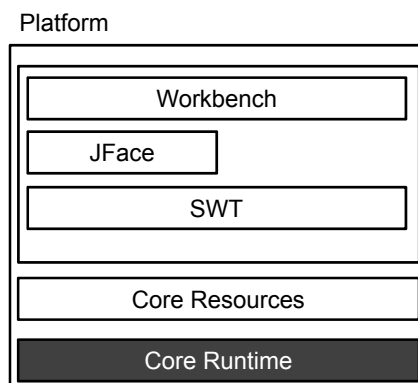 Platform
Workbench
JFace
SWT
Core Resources
Core Runtime